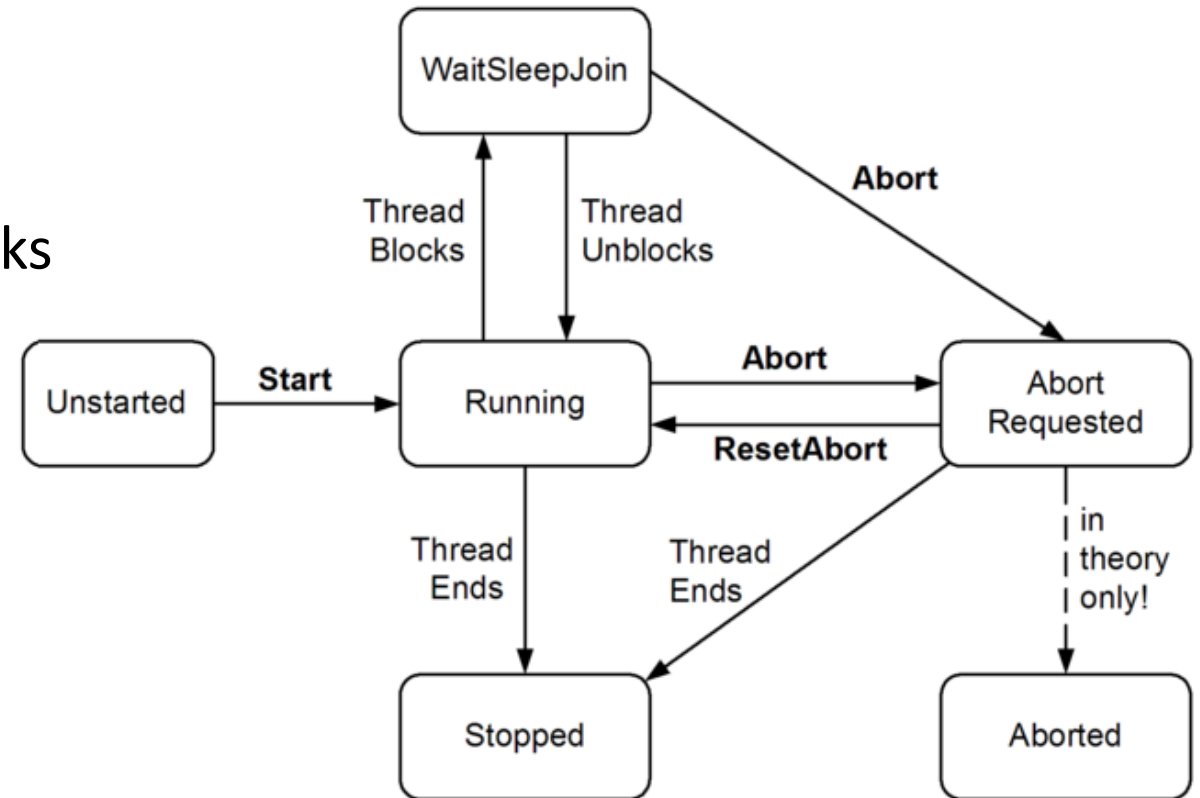 WaitSleepJoin
Abort
Thread
Blocks
Thread
Unblocks
ks
Unstarted
Start
Running
Abort
ResetAbort
Abort
Requested
Thread
Ends
Thread
Ends
in
theory
only!
Stopped
Aborted